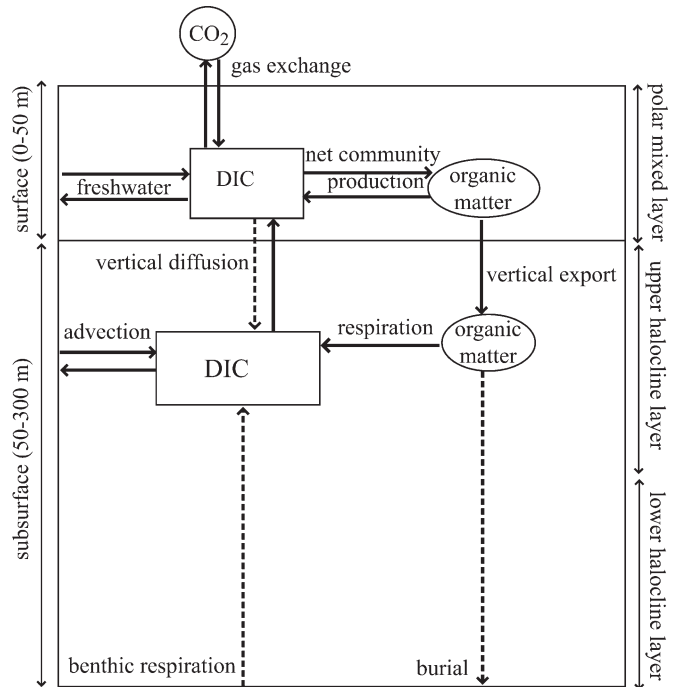 CO2
gas exchange
surface (0-50 m)
polar mixed layer
DIC
net community
production
organic
matter
freshwater
vertical diffusion
vertical export
subsurface (50-300 m)
upper halocline layer
advection
DIC
respiration
organic
matter
lower halocline layer
benthic respiration
burial